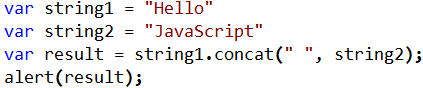 var string1 = "Hello"
var string2 = "JavaScript"
var result = string1.concat(" ", string2);
alert(result);